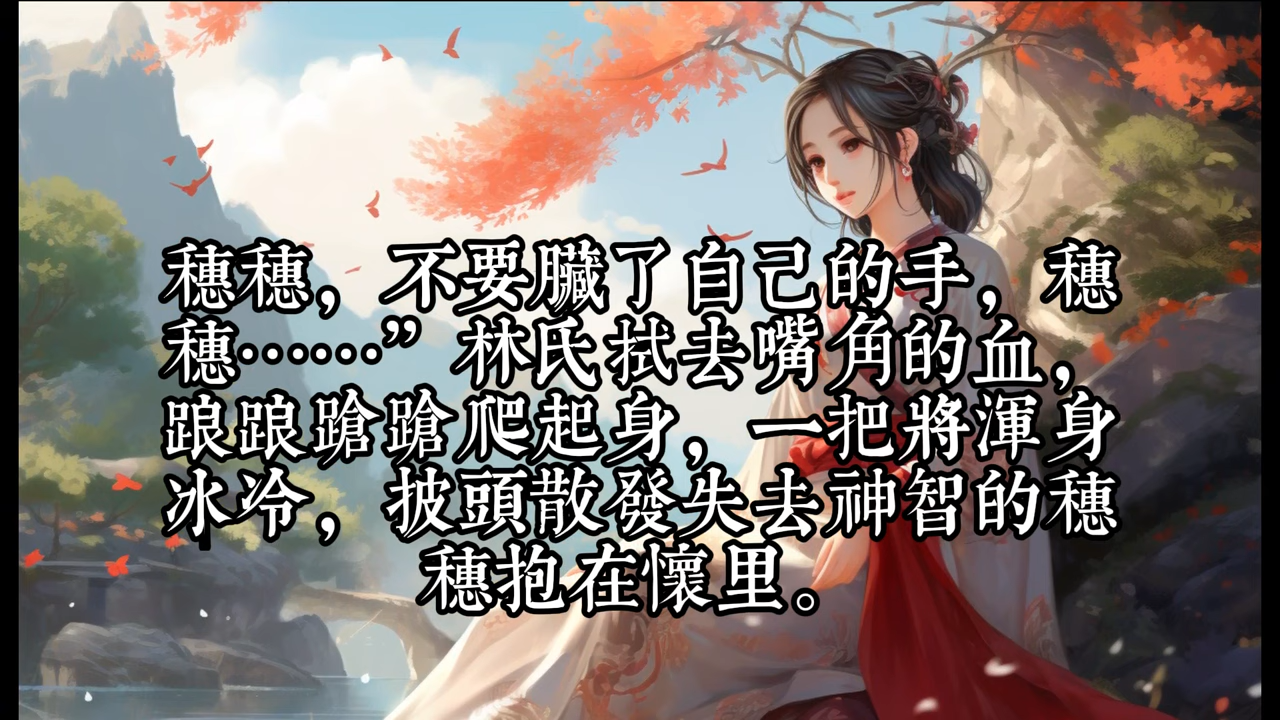 穗穗，不要臟了自己的手，穗
穗……”林氏拭去嘴角的血，
踉踉蹌蹌爬起身，一把將渾身
冰冷，披頭散發失去神智的穗
穗抱在懷里。